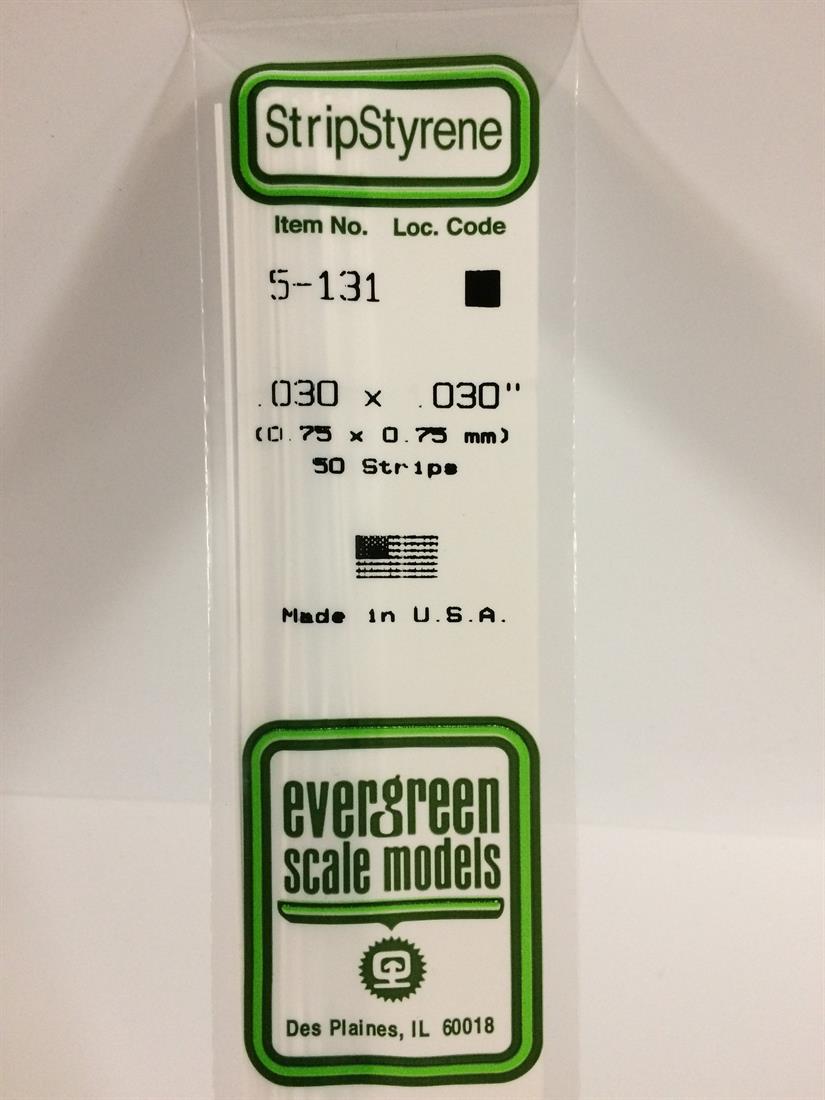 StripStyrene
Item No. Loc. Code
5-131
.030 x .030"
(0.75 x 0.75 mm)
50 Strips
Made in U.S.A.
evergreen
scale models
Des Plaines, IL 60018